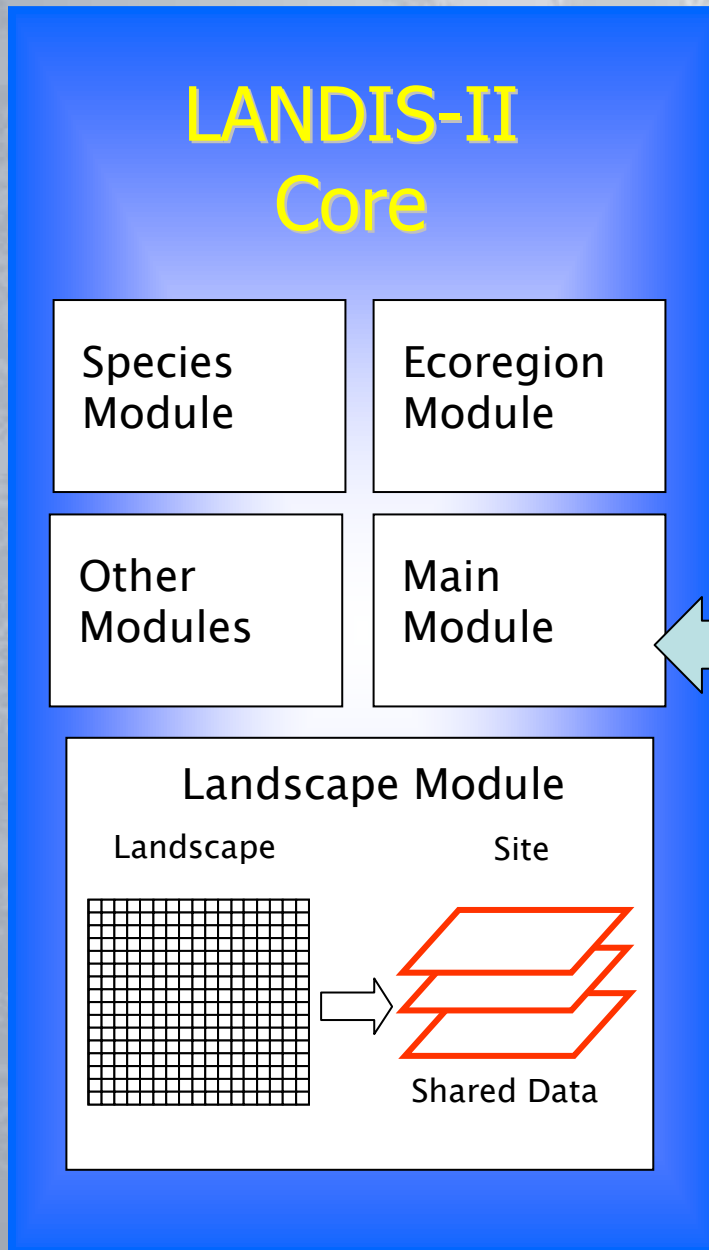 LANDIS-II
Core
Species
Module
Ecoregion
Module
Other
Modules
Main
Module
Landscape Module
Landscape
Site
Shared Data